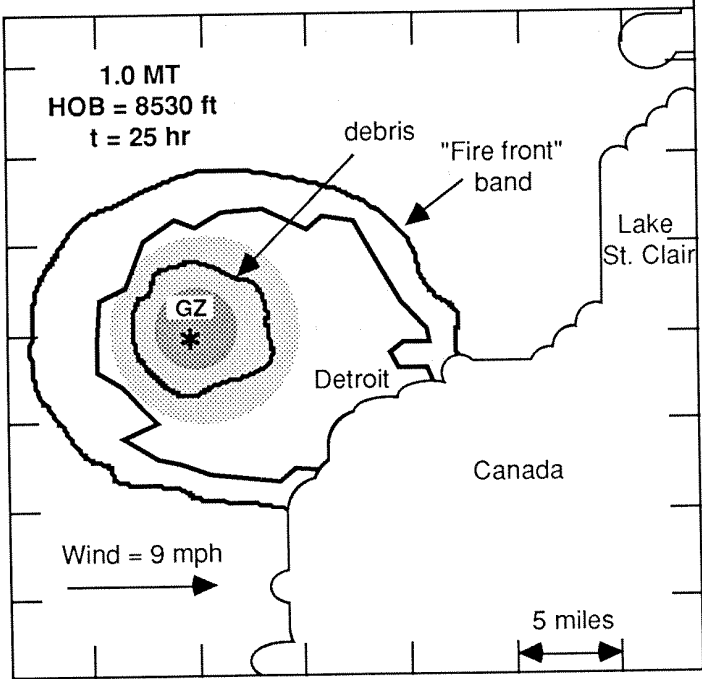 1.0 MT
HOB = 8530 ft
t = 25 hr
debris
"Fire front"
band
Lake
St. Clair
GZ
*
Detroit
Canada
Wind = 9 mph
5 miles